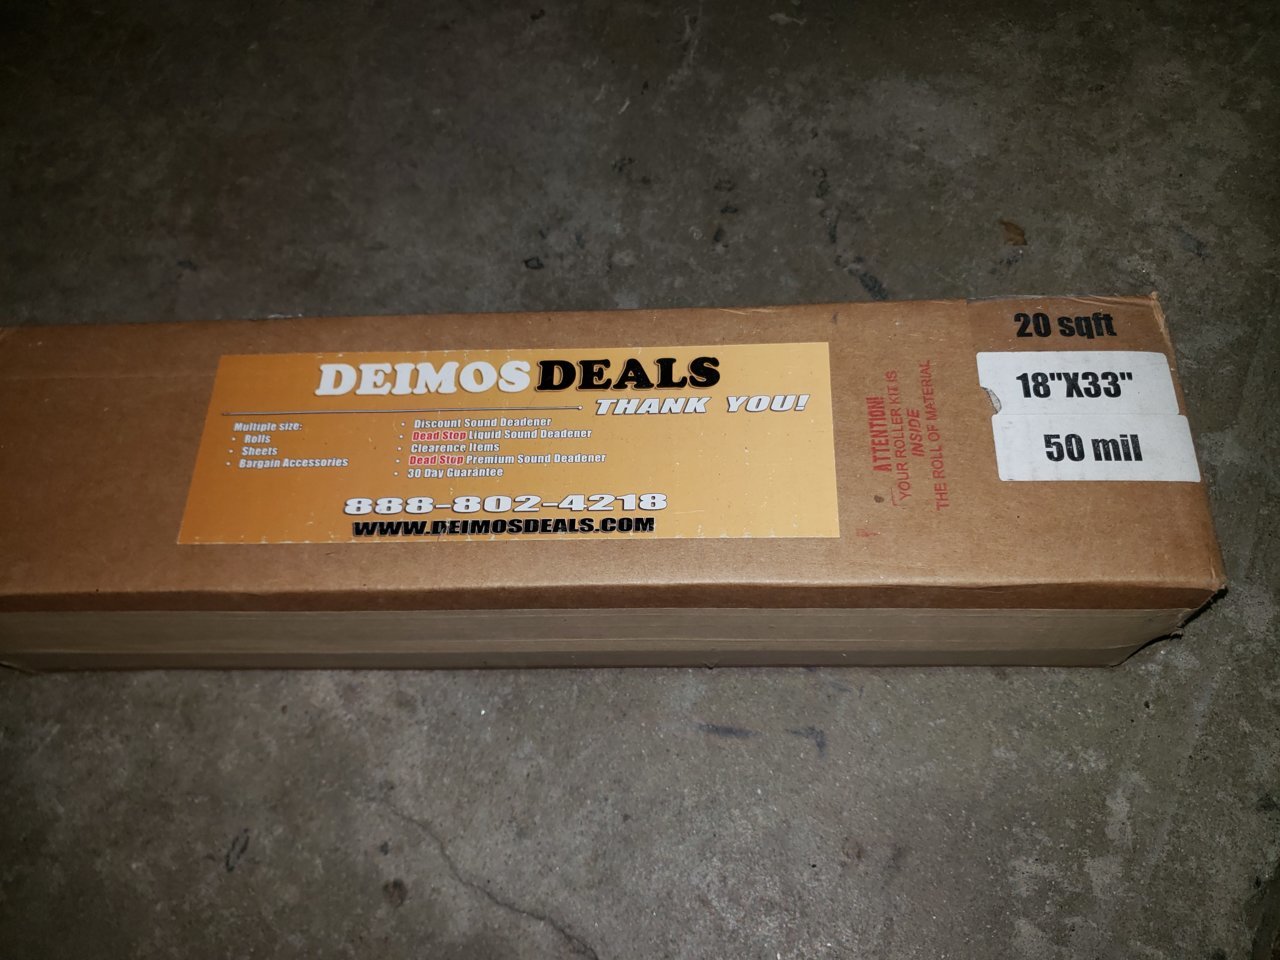 DEIMOS DEALS
THANK YOU!
Multiple size:
• Rolls
• Sheets
• Bargain Accessories
• Discount Sound Deadener
• Dead Stop Liquid Sound Deadener
• Clearence Items
• Dead Stop Premium Sound Deadener
• 30 Day Guarantee
888-802-4218
WWW.DEIMOSDEALS.COM
ATTENTION!
YOUR ROLLER KIT IS
INSIDE
THE ROLL OF MATERIAL
20 sqft
18"X33"
50 mil